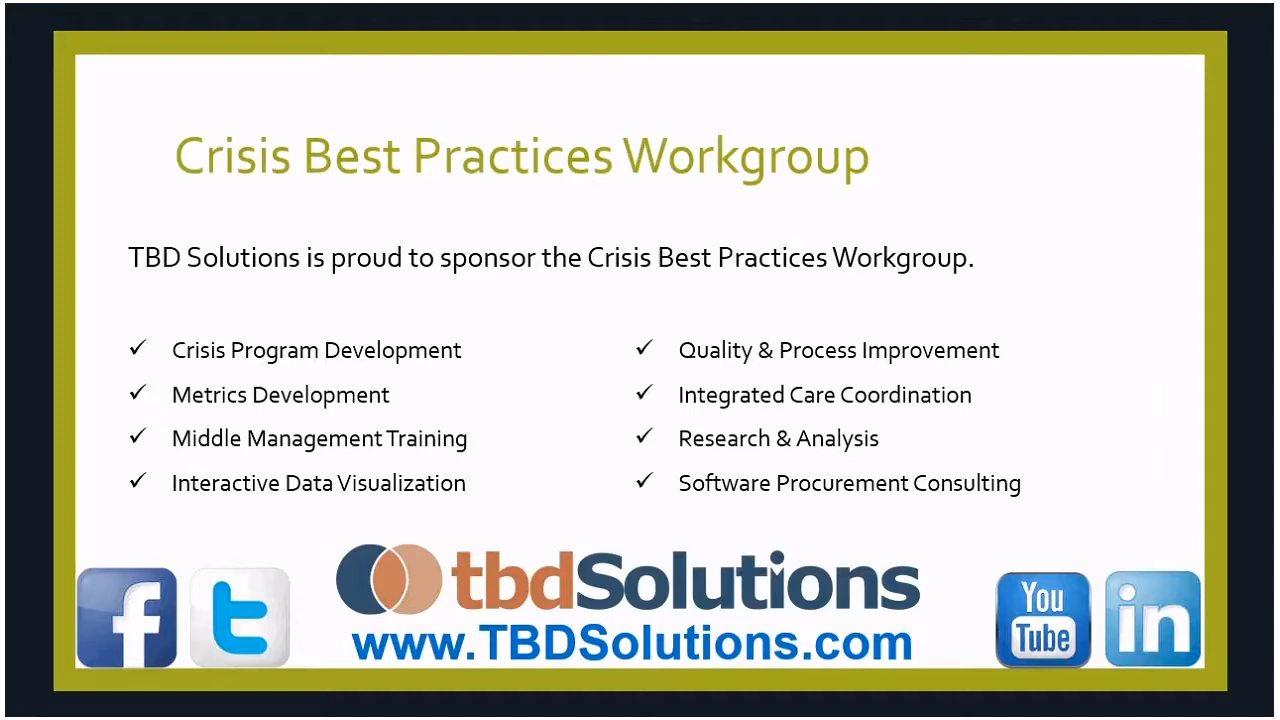 Crisis Best Practices Workgroup
TBD Solutions is proud to sponsor the Crisis Best Practices Workgroup.
Crisis Program Development
Metrics Development
Middle Management Training
Interactive Data Visualization
Quality & Process Improvement
Integrated Care Coordination
Research & Analysis
Software Procurement Consulting
f
t
tbdSolutions
www.TBDSolutions.com
You
Tube
in